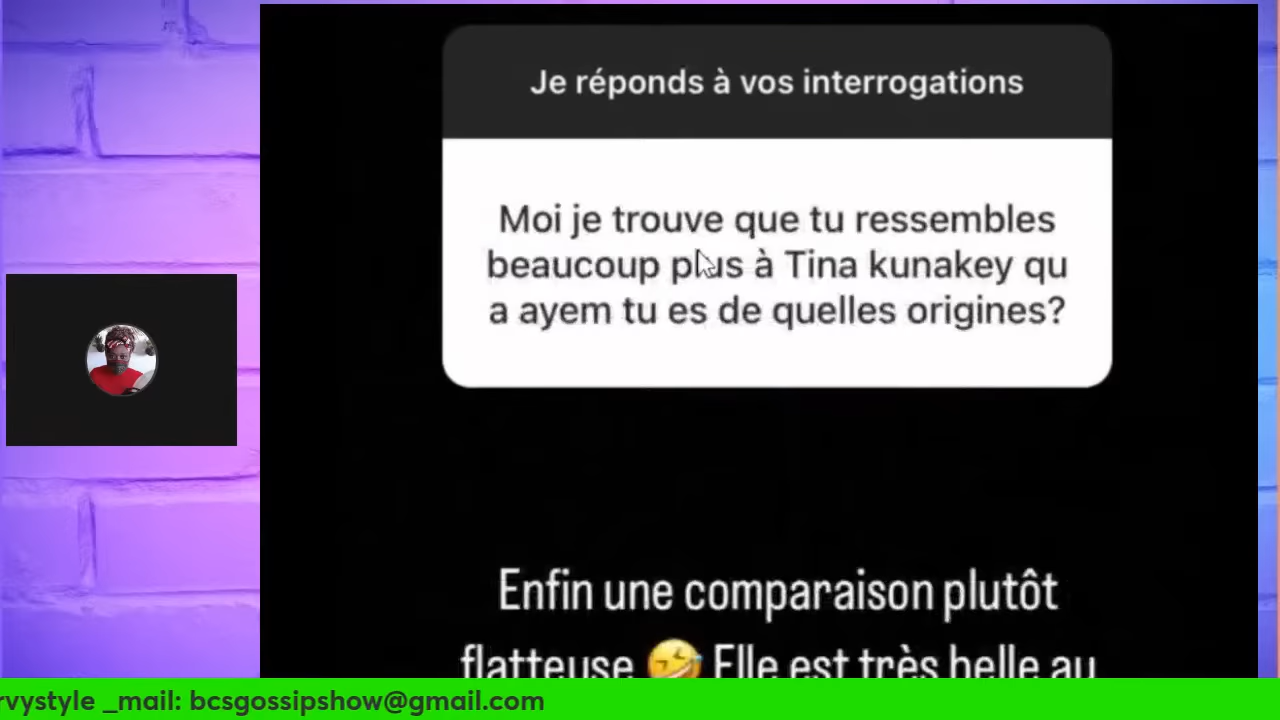 Je réponds à vos interrogations
Moi je trouve que tu ressembles
beaucoup plus à Tina kunakey qu
a ayem tu es de quelles origines?
Enfin une comparaison plutôt
flatteuse 🤣 Elle est très belle au
rvystyle _mail: bcsgossipshow@gmail.com